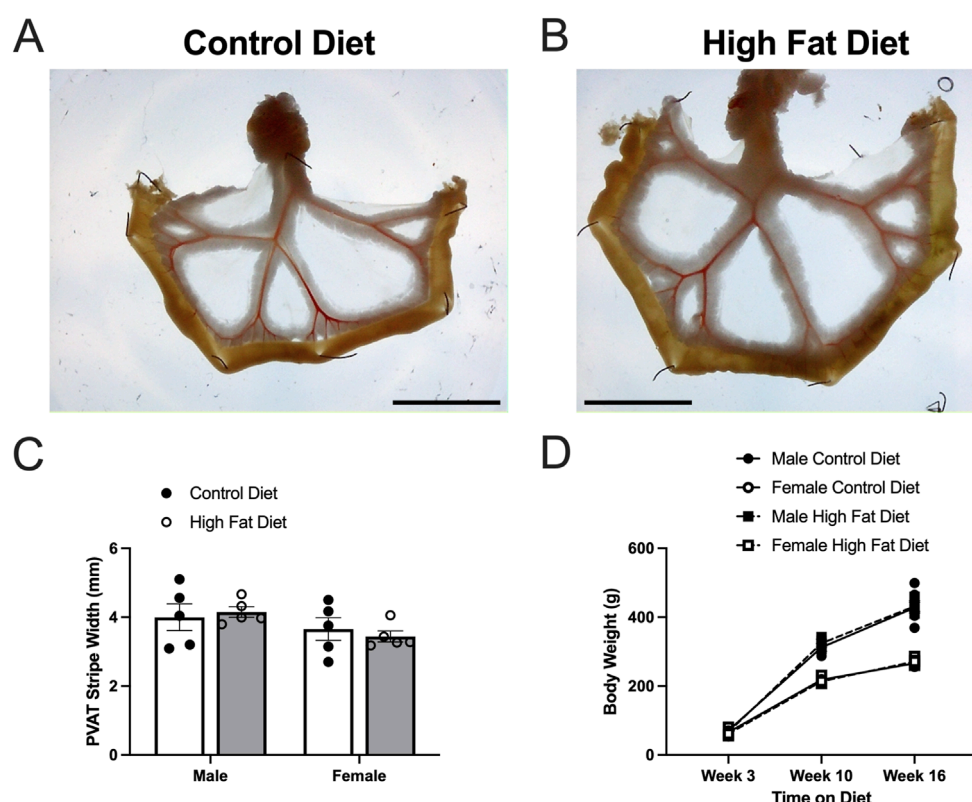 A
Control Diet
B
High Fat Diet
C
Control Diet
High Fat Diet
PVAT Stripe Width (mm)
6
4
2
0
Male
Female
D
Male Control Diet
Female Control Diet
Male High Fat Diet
Female High Fat Diet
Body Weight (g)
600
400
200
0
Week 3
Week 10
Week 16
Time on Diet